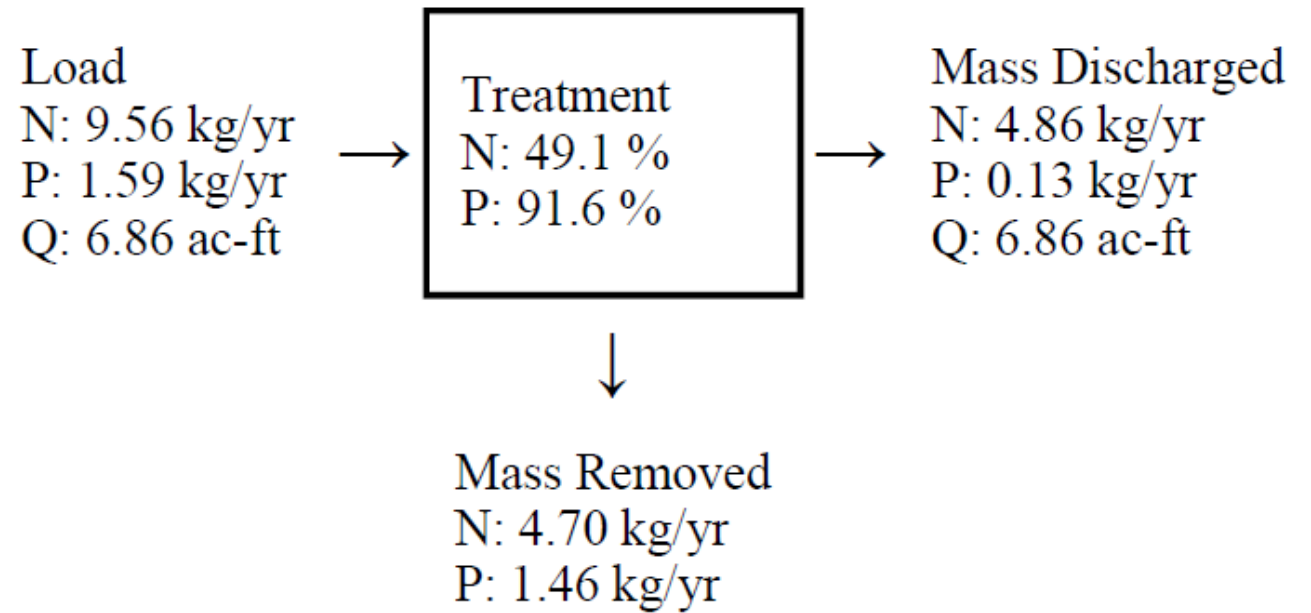 Load
N: 9.56 kg/yr
P: 1.59 kg/yr
Q: 6.86 ac-ft
→
Treatment
N: 49.1 %
P: 91.6 %
→
Mass Discharged
N: 4.86 kg/yr
P: 0.13 kg/yr
Q: 6.86 ac-ft
↓
Mass Removed
N: 4.70 kg/yr
P: 1.46 kg/yr